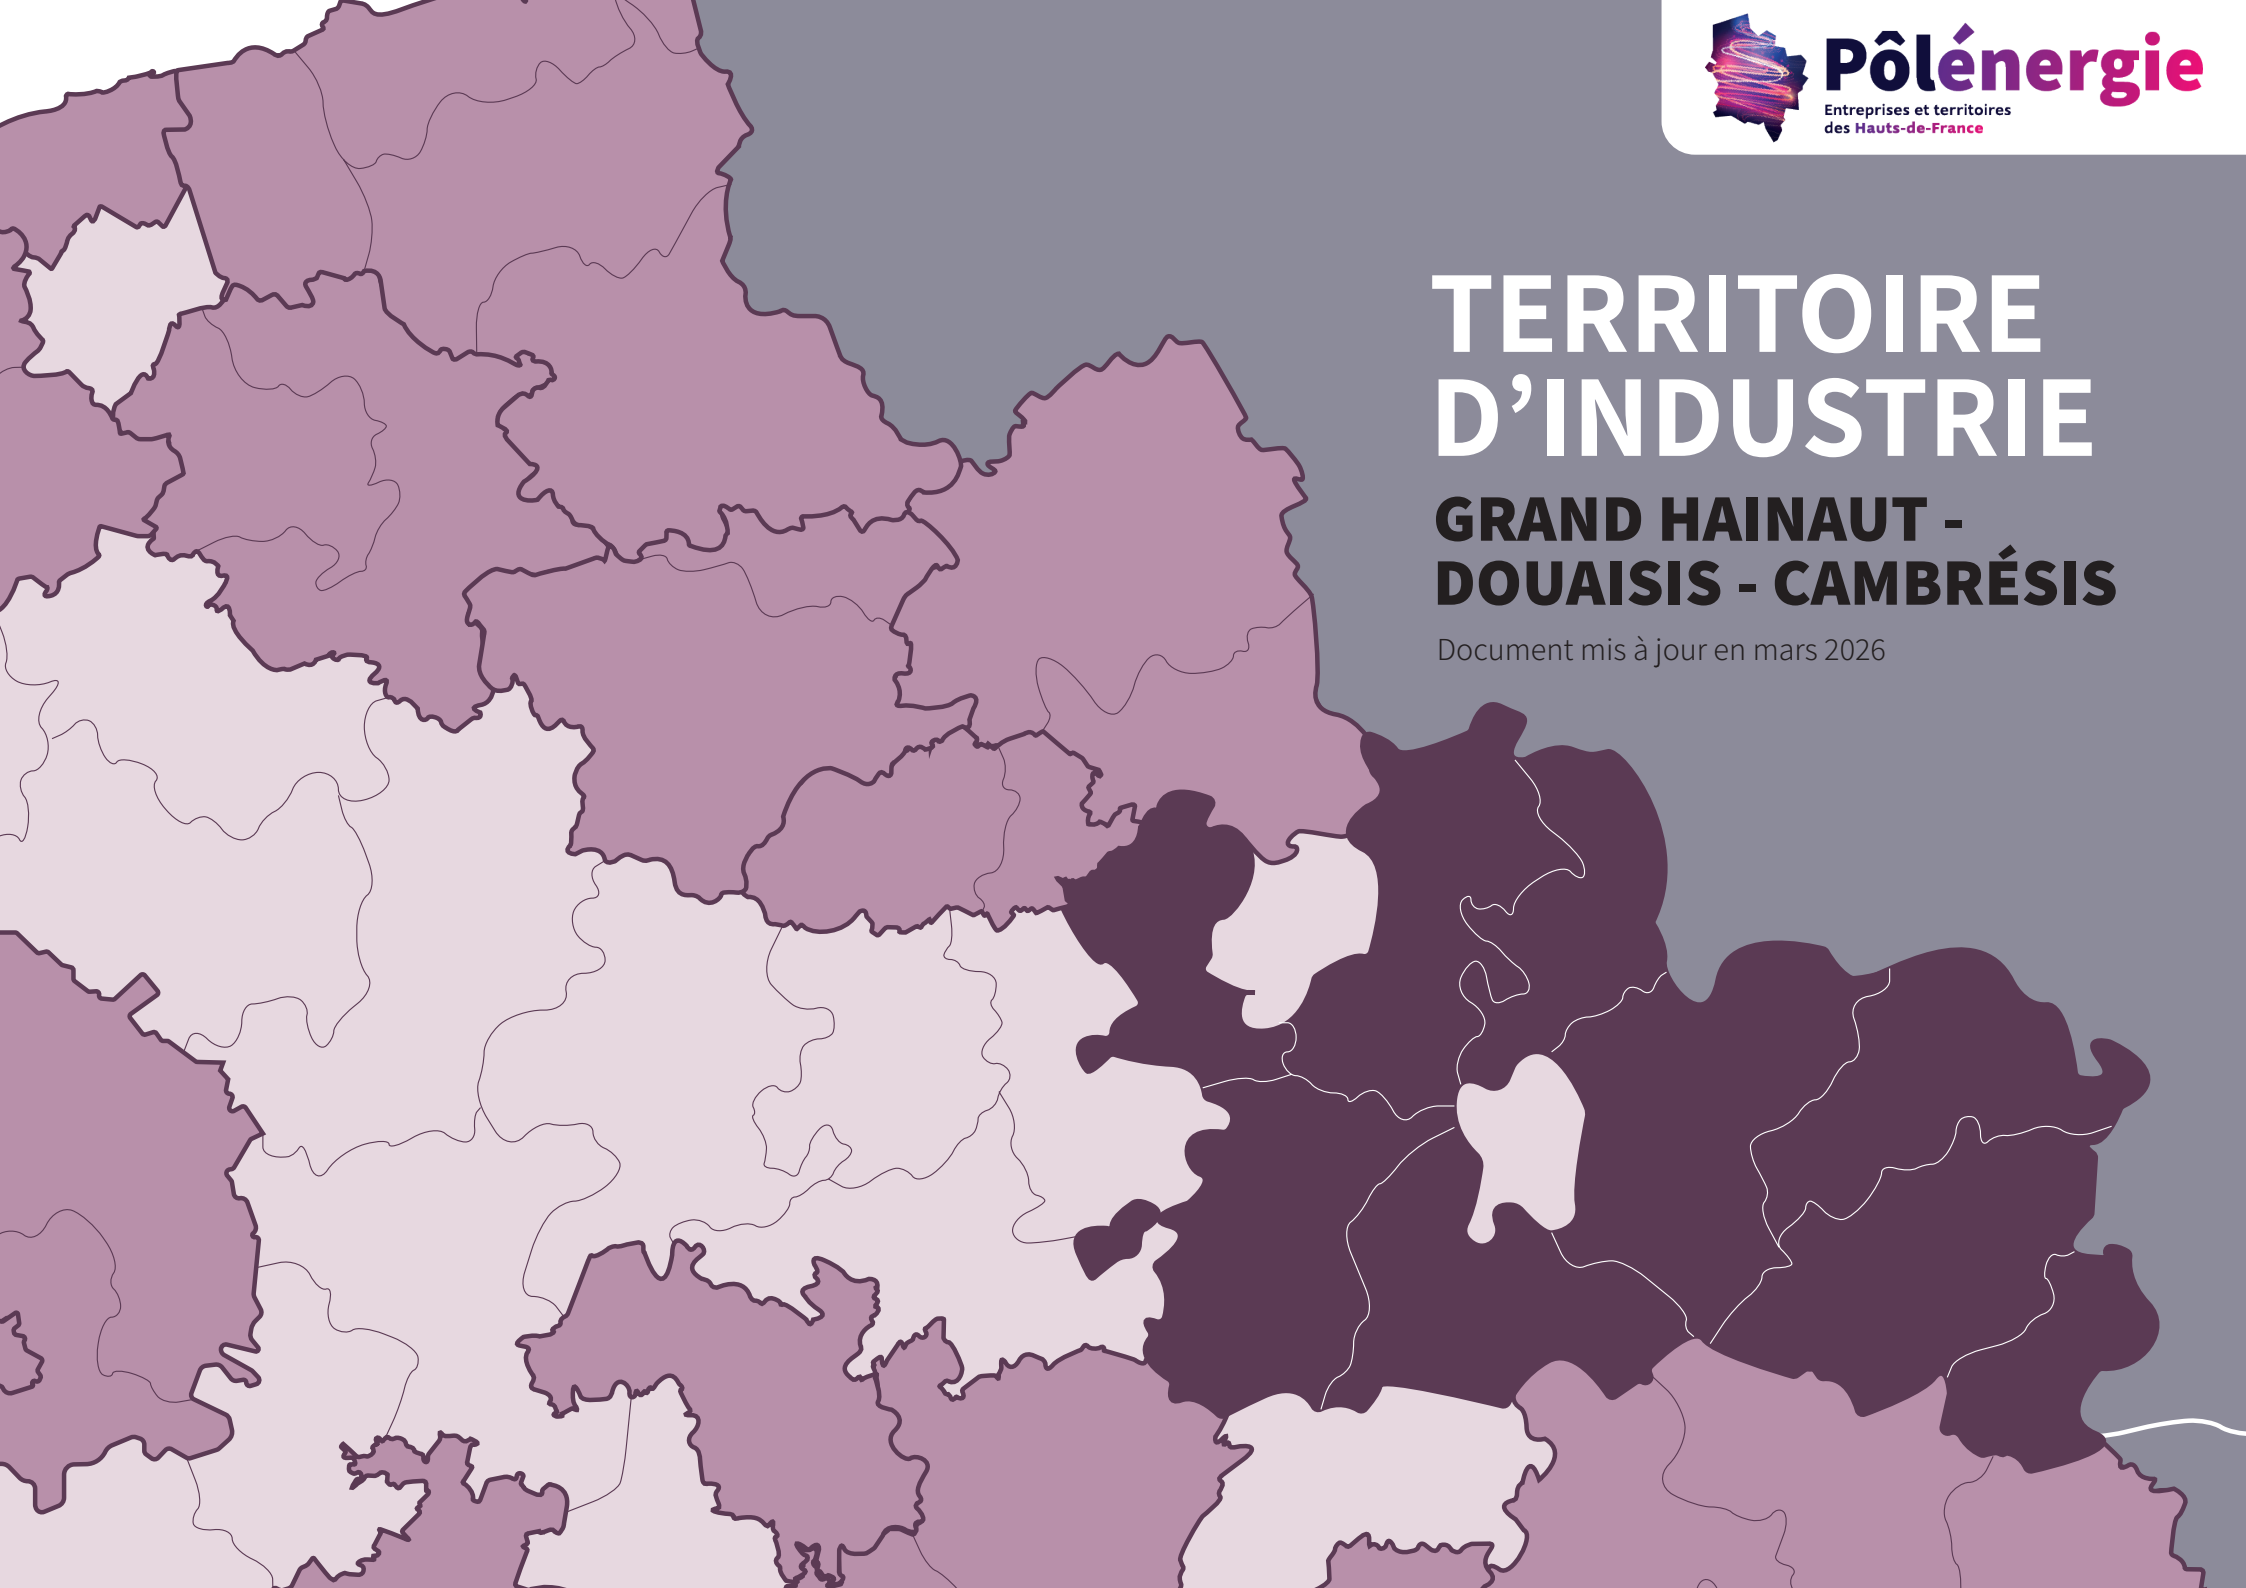 Pôlénergie
Entreprises et territoires
des Hauts-de-France
TERRITOIRE
D’INDUSTRIE
GRAND HAINAUT -
DOUAISIS - CAMBRÉSIS
Document mis à jour en mars 2026